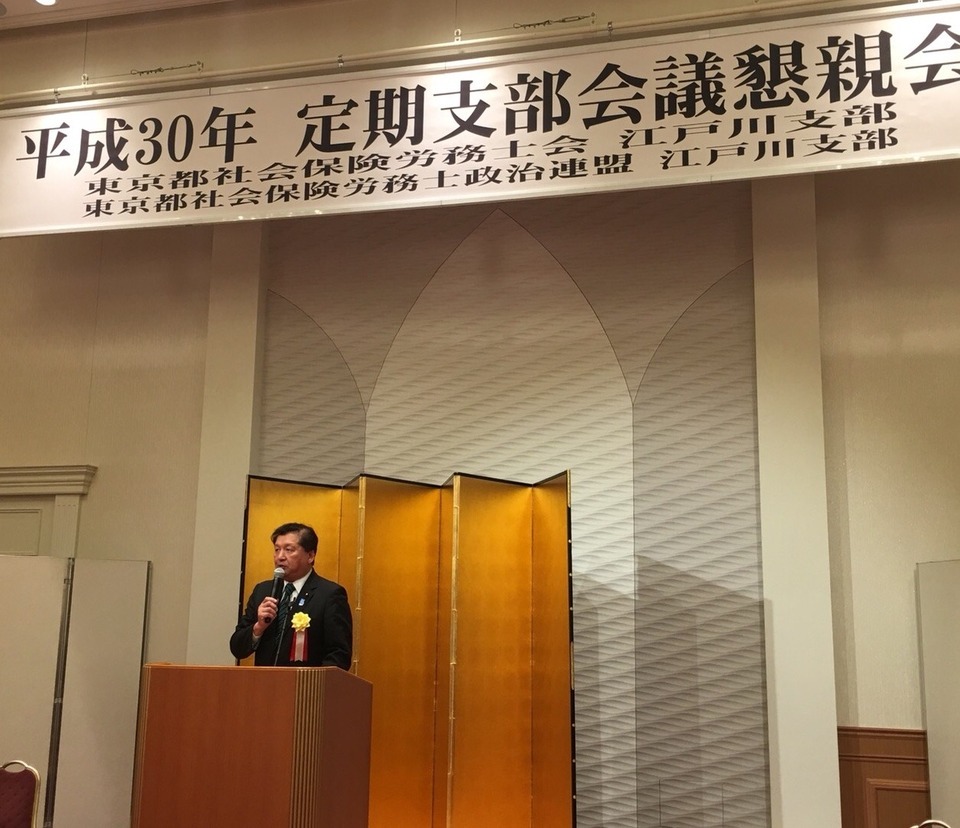 平成30年 定期支部会議懇親会
東京都社会保険労務士会 江戸川支部
東京都社会保険労務士政治連盟 江戸川支部